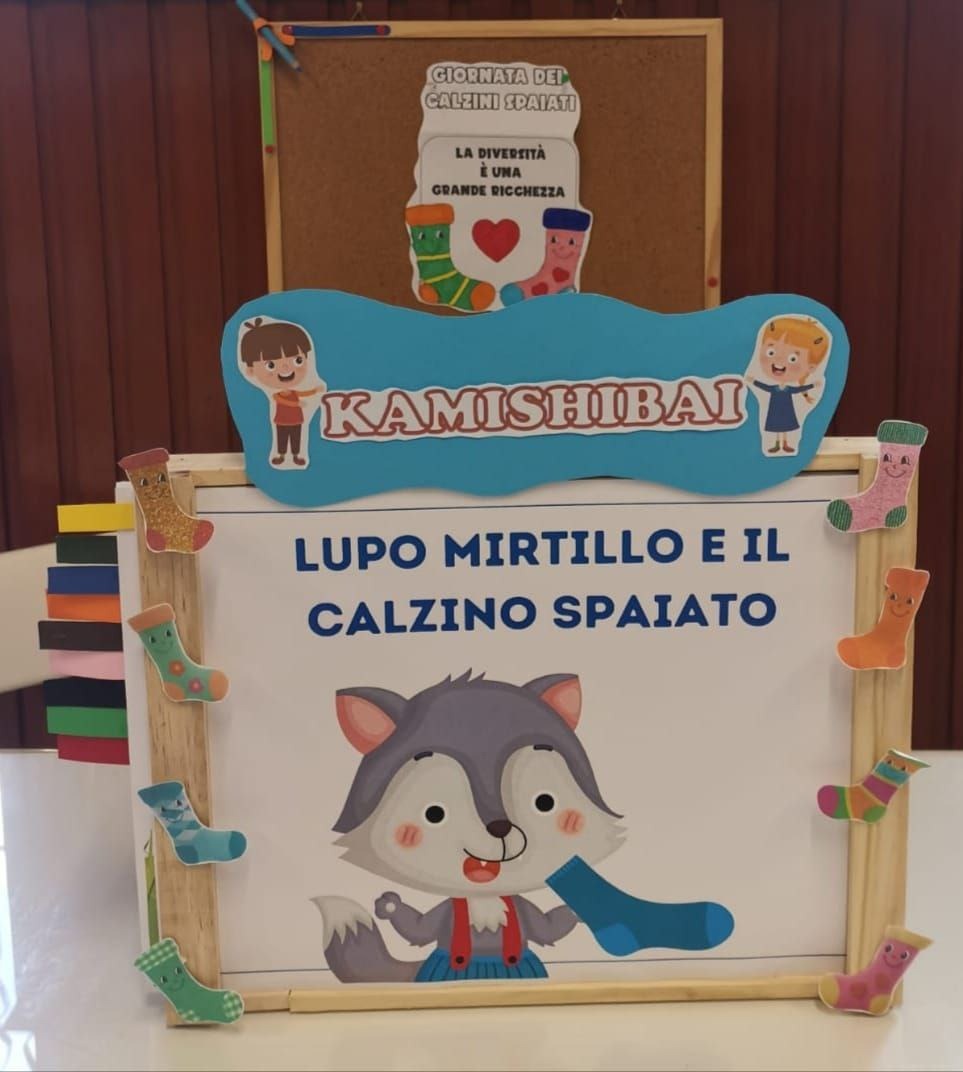 GIORNATA DEI
CALZINI SPAIATI
LA DIVERSITÀ
È UNA
GRANDE RICCHEZZA
KAMISHIBAI
LUPO MIRTILLO E IL
CALZINO SPAIATO